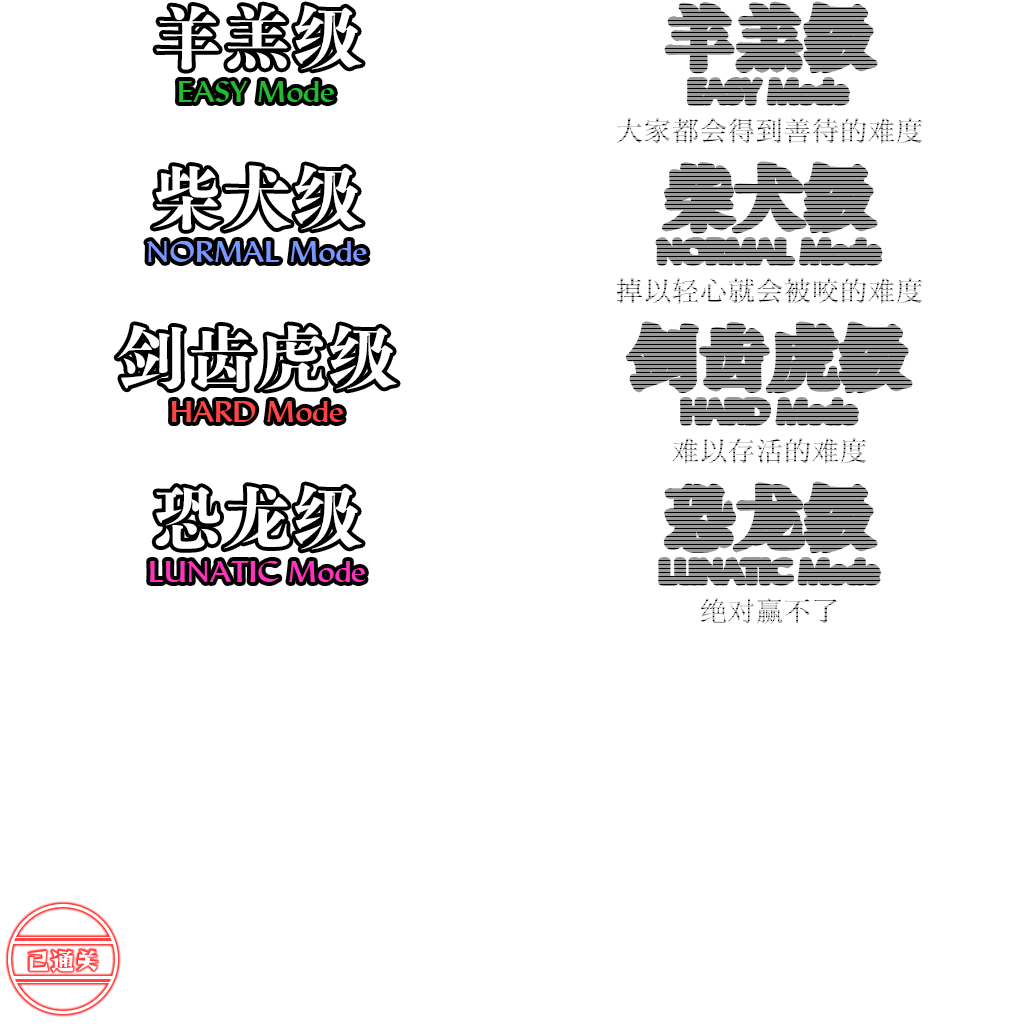 羊羔级
EASY Mode
羊羔级
EASY Mode
大家都会得到善待的难度
柴犬级
NORMAL Mode
柴犬级
NORMAL Mode
掉以轻心就会被咬的难度
剑齿虎级
HARD Mode
剑齿虎级
HARD Mode
难以存活的难度
恐龙级
LUNATIC Mode
恐龙级
LUNATIC Mode
绝对赢不了
已通关